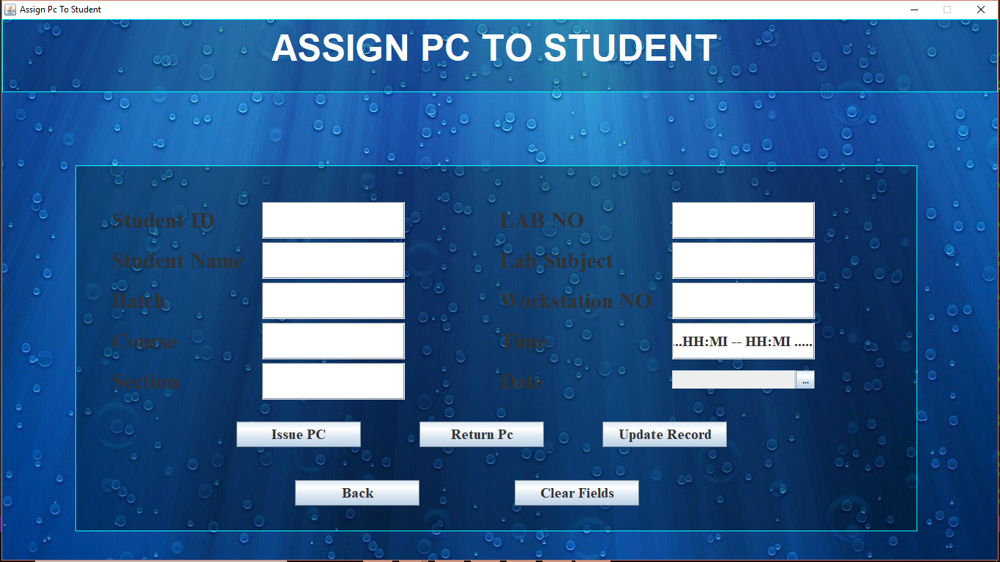 Assign Pc To Student
ASSIGN PC TO STUDENT
Student ID
LAB NO
Student Name
Lab Subject
Batch
Workstation NO
Course
Time
...HH:MI -- HH:MI .....
Section
Date
...
Issue PC
Return Pc
Update Record
Back
Clear Fields